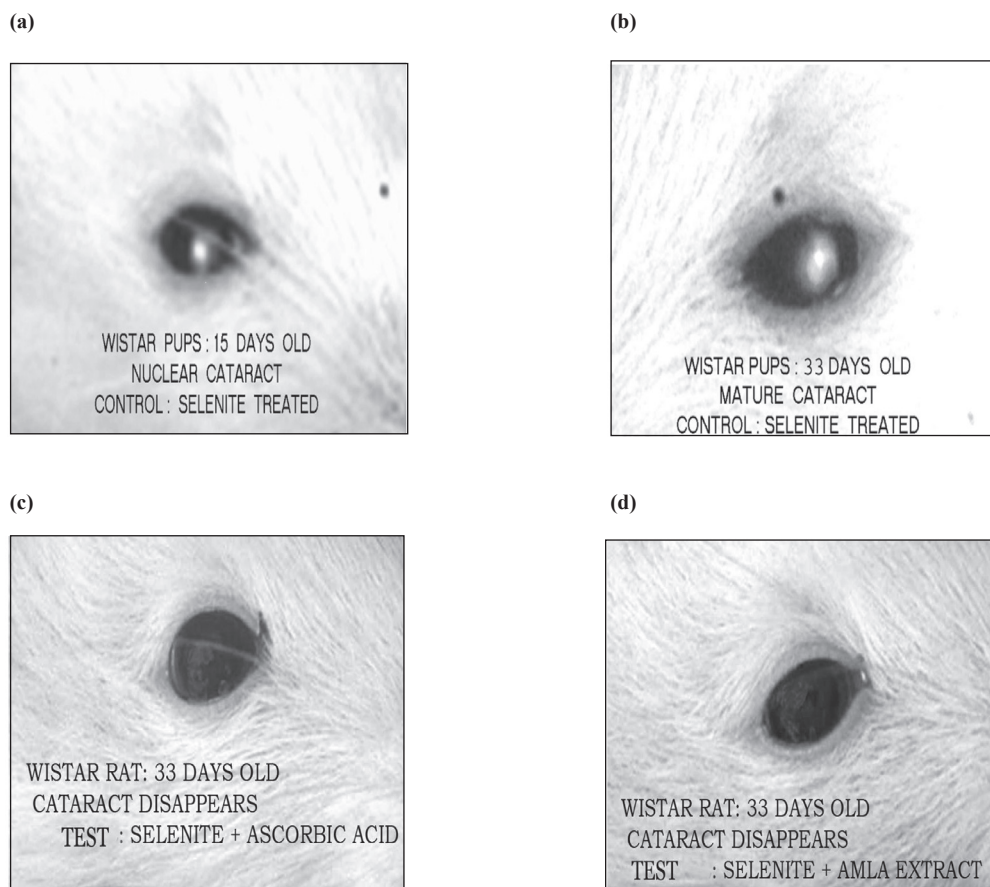 (a)
(b)
WISTAR PUPS : 15 DAYS OLD
NUCLEAR CATARACT
CONTROL : SELENITE TREATED
WISTAR PUPS : 33 DAYS OLD
MATURE CATARACT
CONTROL : SELENITE TREATED
(c)
(d)
WISTAR RAT: 33 DAYS OLD
CATARACT DISAPPEARS
TEST : SELENITE + ASCORBIC ACID
WISTAR RAT: 33 DAYS OLD
CATARACT DISAPPEARS
TEST : SELENITE + AMLA EXTRACT